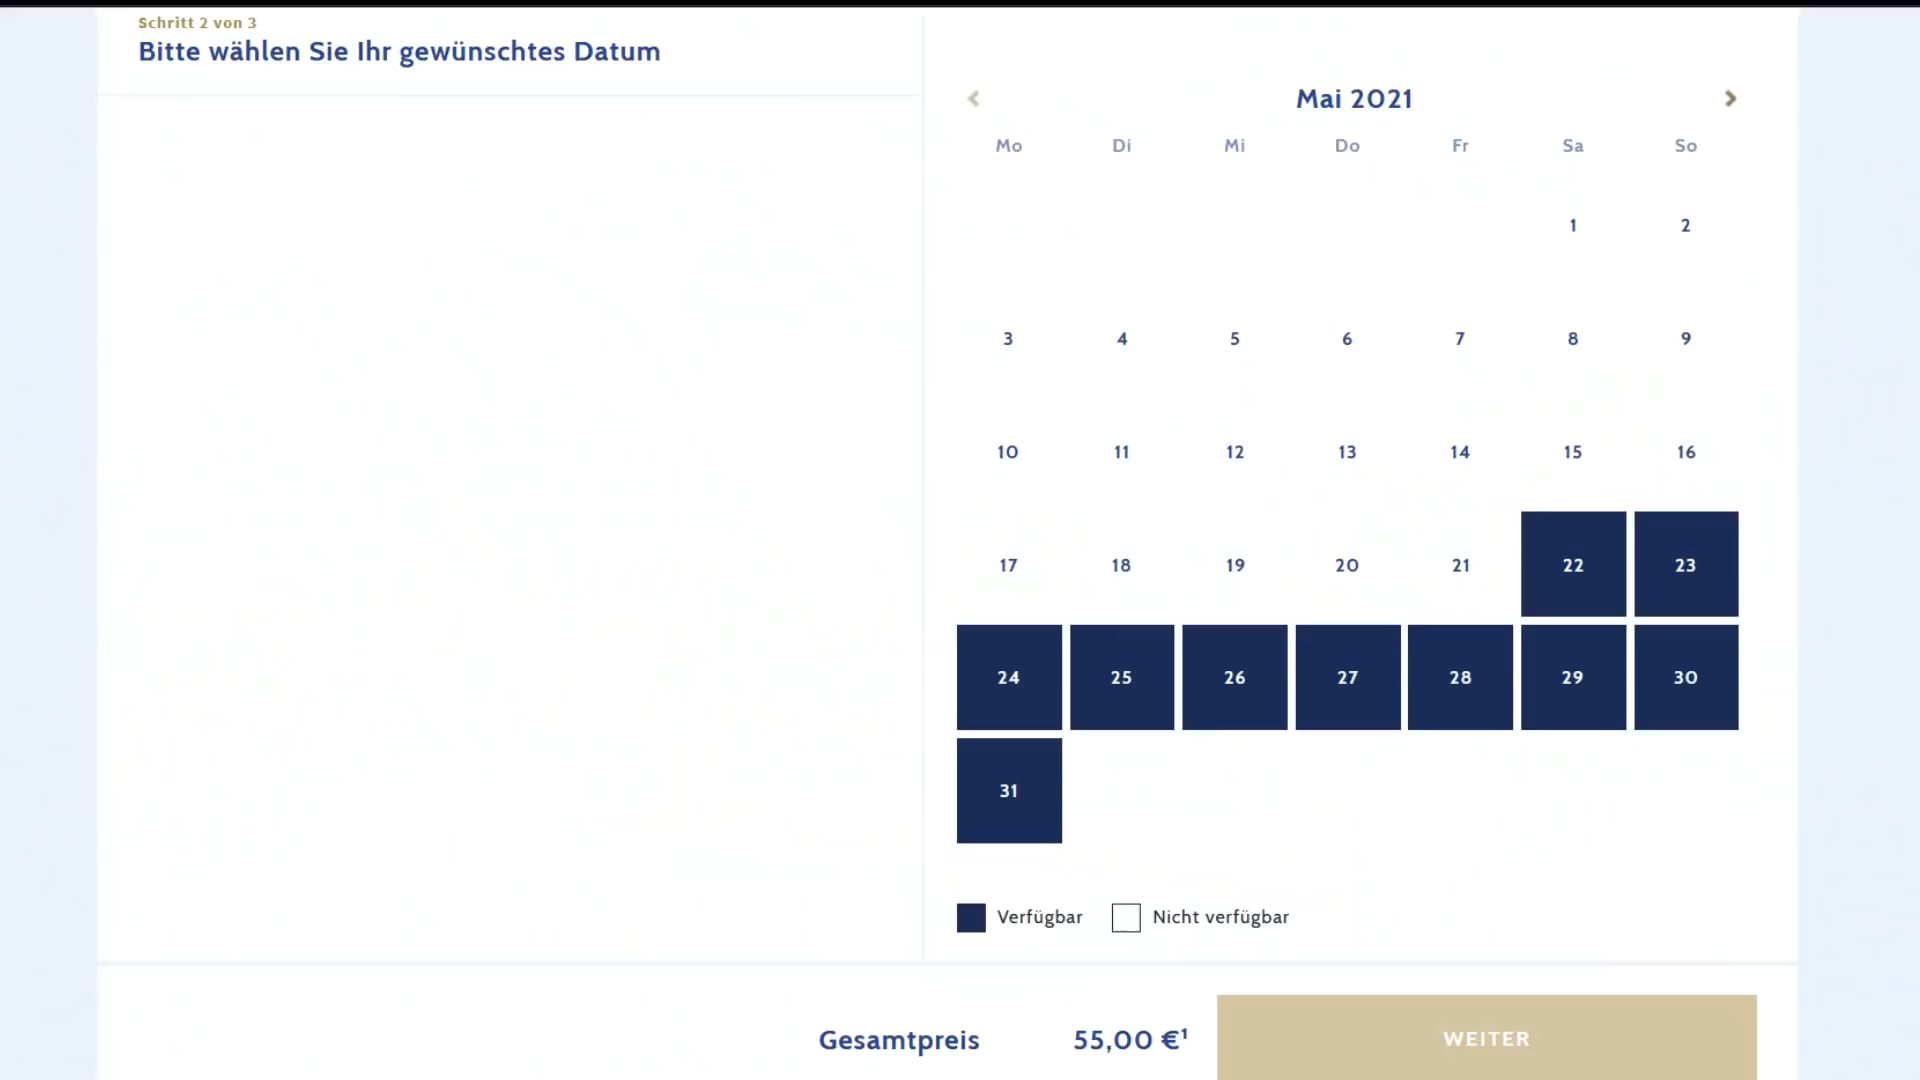 Schritt 2 von 3
Bitte wählen Sie Ihr gewünschtes Datum
Mai 2021
Mo Di Mi Do Fr Sa So
1 2
3 4 5 6 7 8 9
10 11 12 13 14 15 16
17 18 19 20 21 22 23
24 25 26 27 28 29 30
31
Verfügbar Nicht verfügbar
Gesamtpreis 55,00 €¹ WEITER